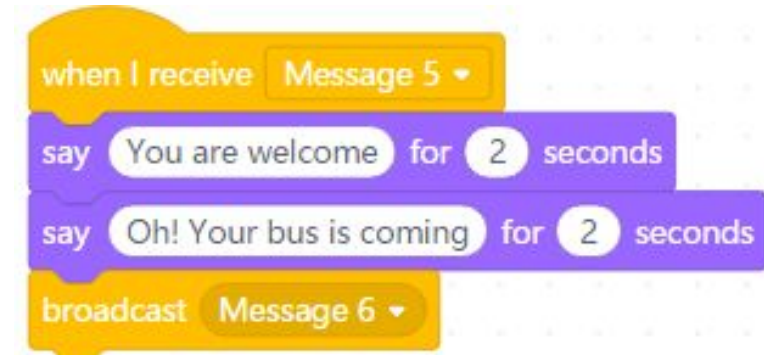 when I receive Message 5
say You are welcome for 2 seconds
say Oh! Your bus is coming for 2 seconds
broadcast Message 6